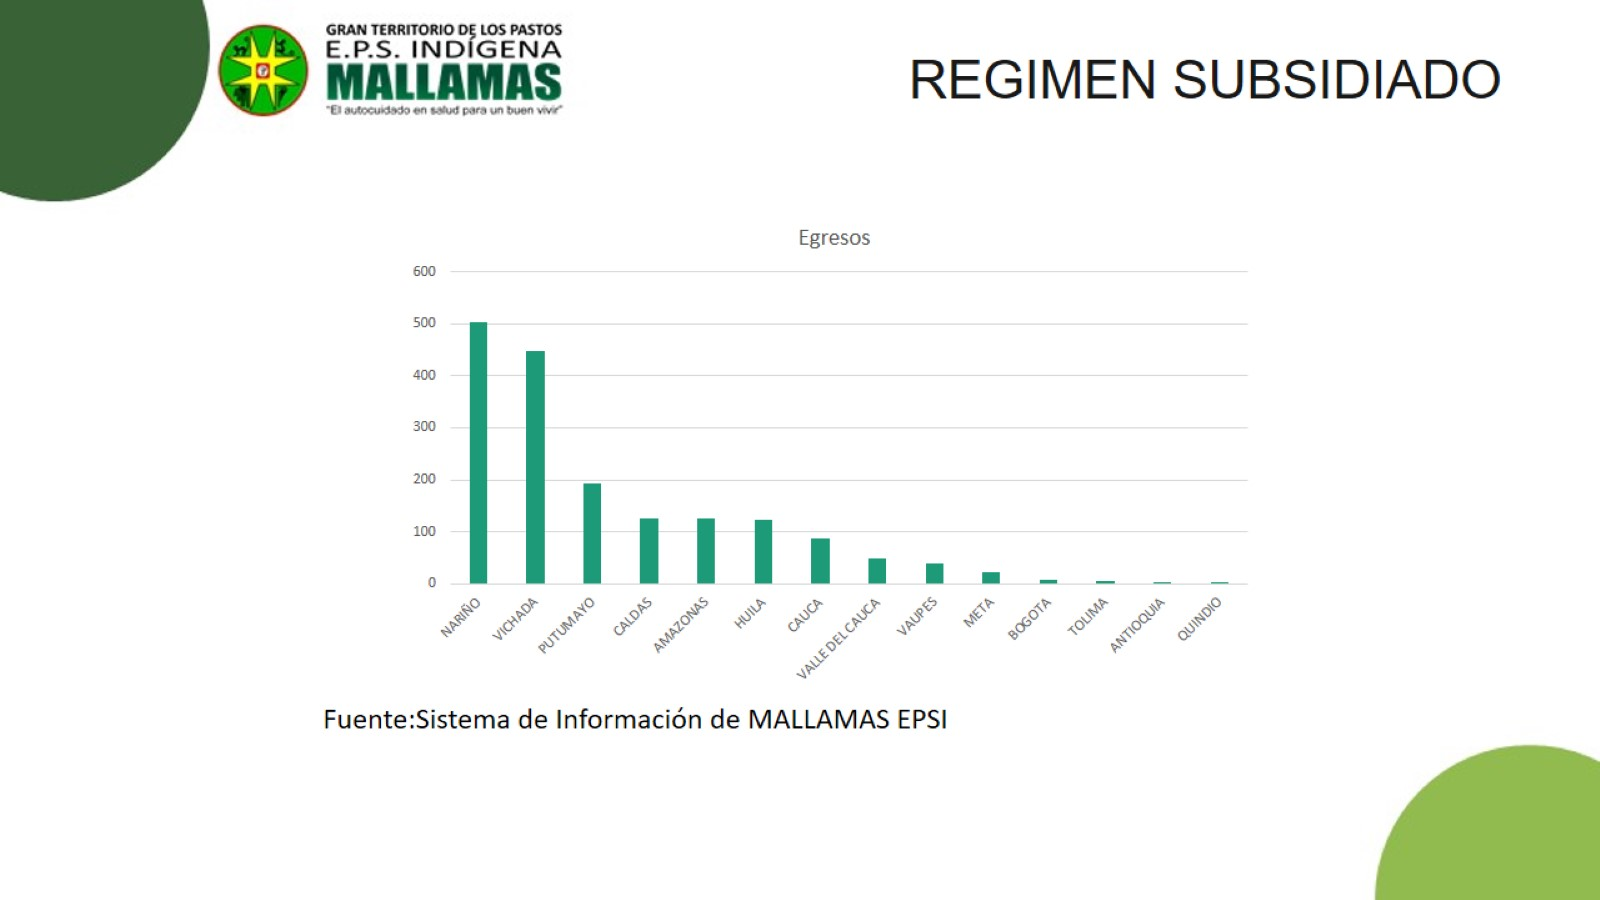 GRAN TERRITORIO DE LOS PASTOS
E.P.S. INDÍGENA
MALLAMAS
"El autocuidado en salud para un buen vivir"
REGIMEN SUBSIDIADO
Egresos
600
500
400
300
200
100
0
NARIÑO
VICHADA
PUTUMAYO
CALDAS
AMAZONAS
HUILA
CAUCA
VALLE DEL CAUCA
VAUPES
META
BOGOTA
TOLIMA
ANTIOQUIA
QUINDIO
Fuente:Sistema de Información de MALLAMAS EPSI